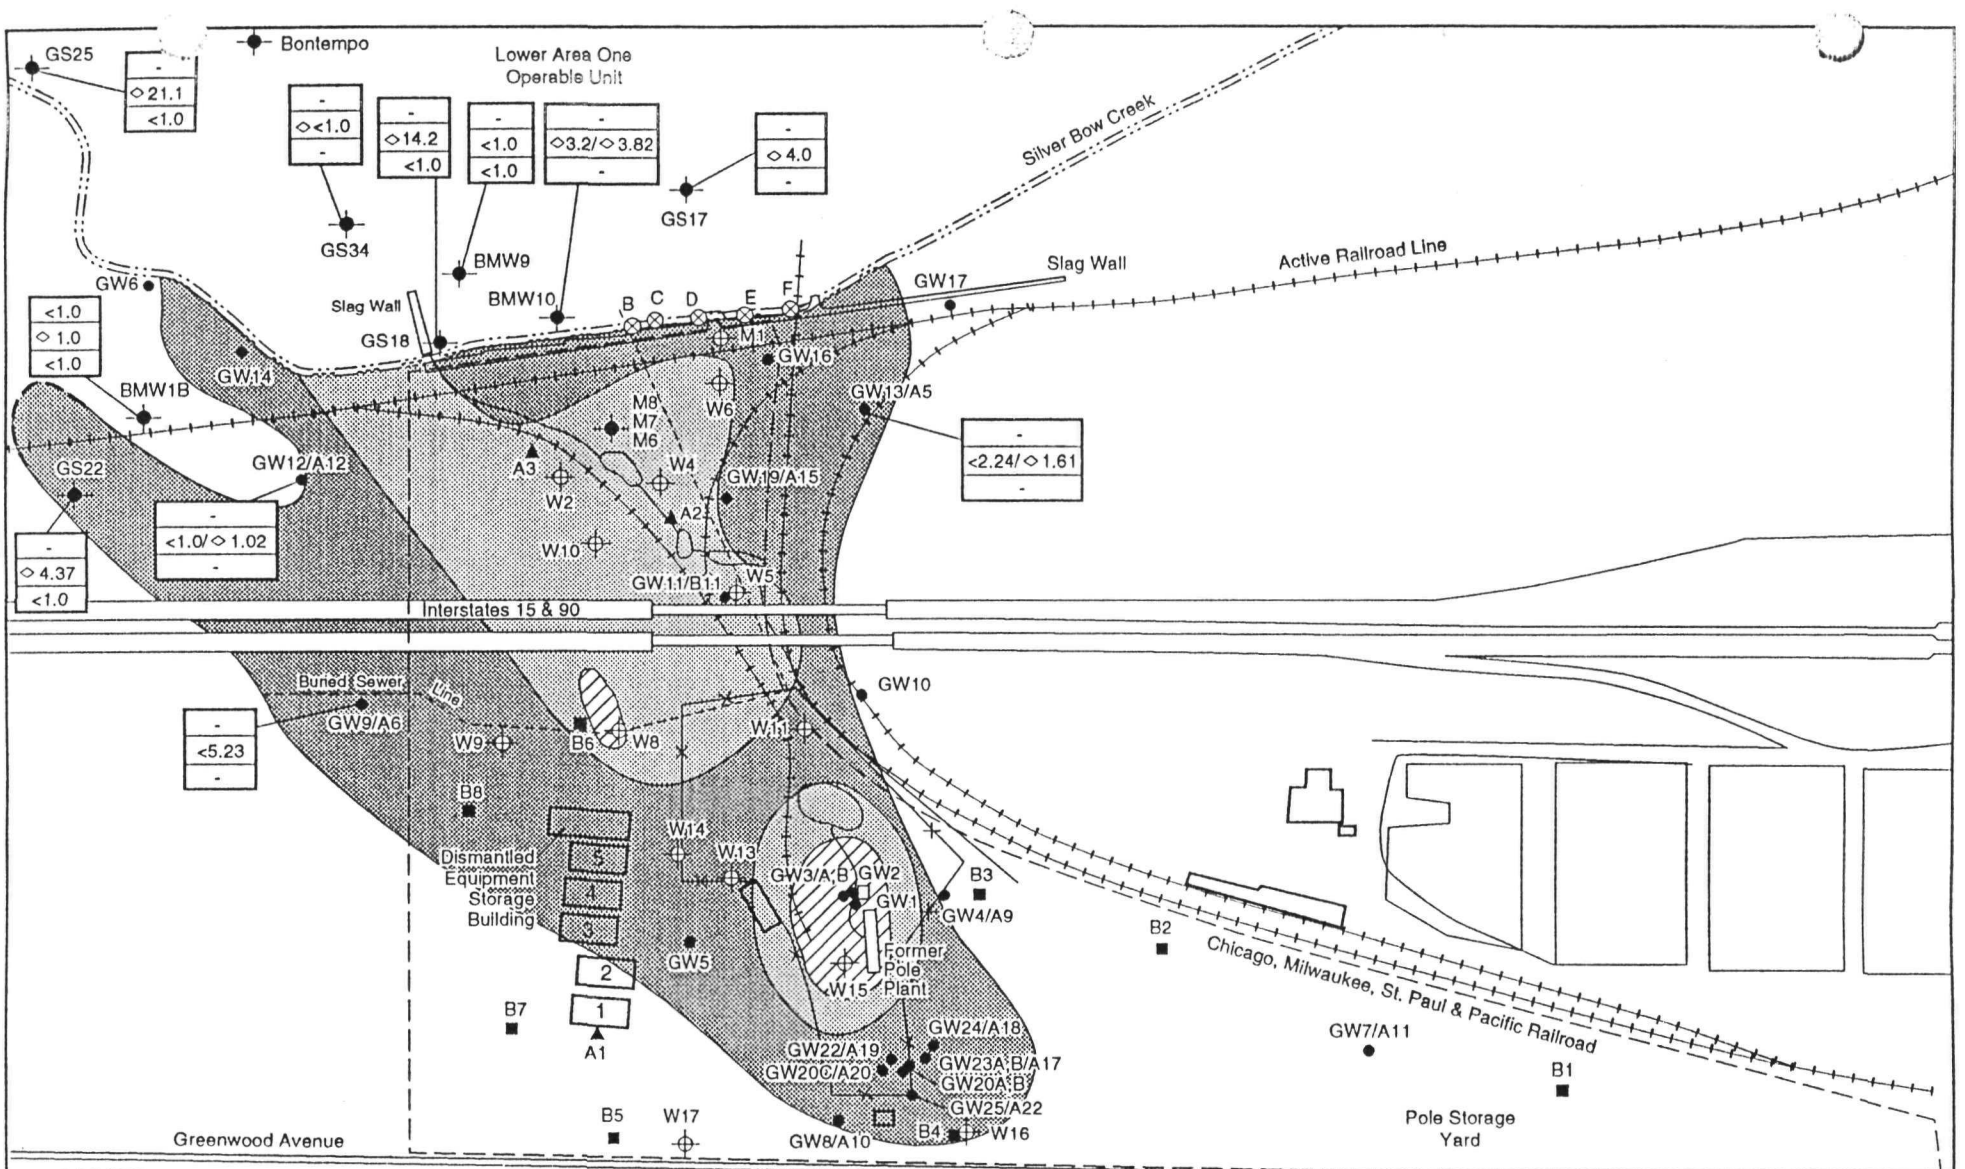 GS25
Bontempo
Lower Area One
Operable Unit
-
◇ 21.1
<1.0
-
◇ <1.0
-
-
◇ 14.2
<1.0
-
<1.0
<1.0
-
◇ 3.2/◇ 3.82
-
-
◇ 4.0
-
Silver Bow Creek
GS17
GS34
BMW9
GW6
BMW10
Slag Wall
GS18
B
C
D
E
F
GW17
Slag Wall
Active Railroad Line
<1.0
◇ 1.0
<1.0
BMW1B
GW14
M1
GW16
W6
GW13/A5
M8
M7
M6
-
<2.24/◇ 1.61
-
GS22
GW12/A12
A3
W2
W4
GW19/A15
A2
-
<1.0/◇ 1.02
-
W10
-
◇ 4.37
<1.0
GW11/B11
W5
Interstates 15 & 90
Buried Sewer
Line
GW9/A6
-
<5.23
-
W9
B6
W8
W11
GW10
B8
W14
W13
Dismantled
Equipment
Storage
Building
5
4
3
2
1
GW3/A,B
GW2
GW1
B3
GW4/A9
GW5
Former
Pole
Plant
W15
B2
Chicago, Milwaukee, St. Paul & Pacific Railroad
B7
A1
GW24/A18
GW22/A19
GW23A,B/A17
GW20C/A20
GW20A,B
GW25/A22
GW7/A11
B1
B5
W17
GW8/A10
B4
W16
Greenwood Avenue
Pole Storage
Yard